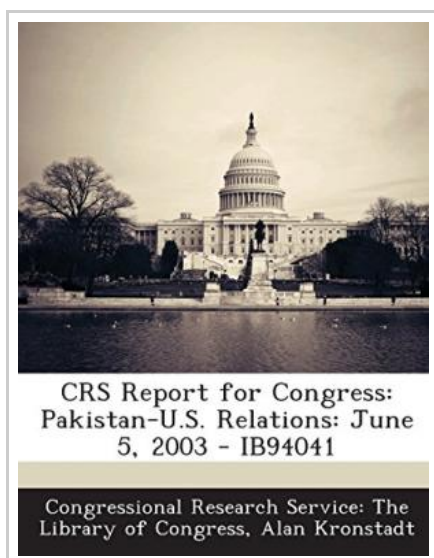 CRS Report for Congress:
Pakistan-U.S. Relations: June
5, 2003 - IB94041
Congressional Research Service: The
Library of Congress, Alan Kronstadt